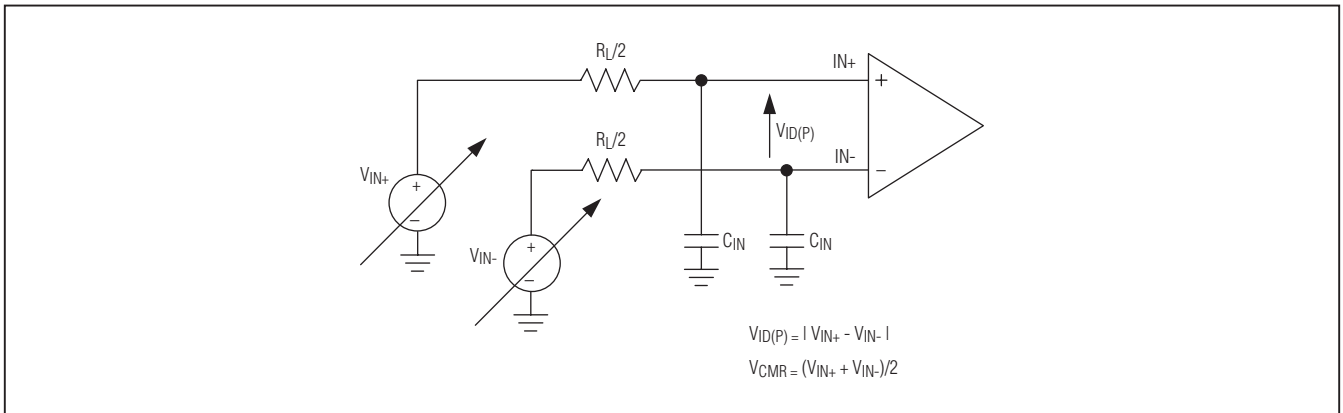 RL/2
IN+
+
VID(P)
RL/2
IN-
−
VIN+
+
−
VIN-
+
−
CIN
CIN
VID(P) = | VIN+ - VIN- |
VCMR = (VIN+ + VIN-)/2